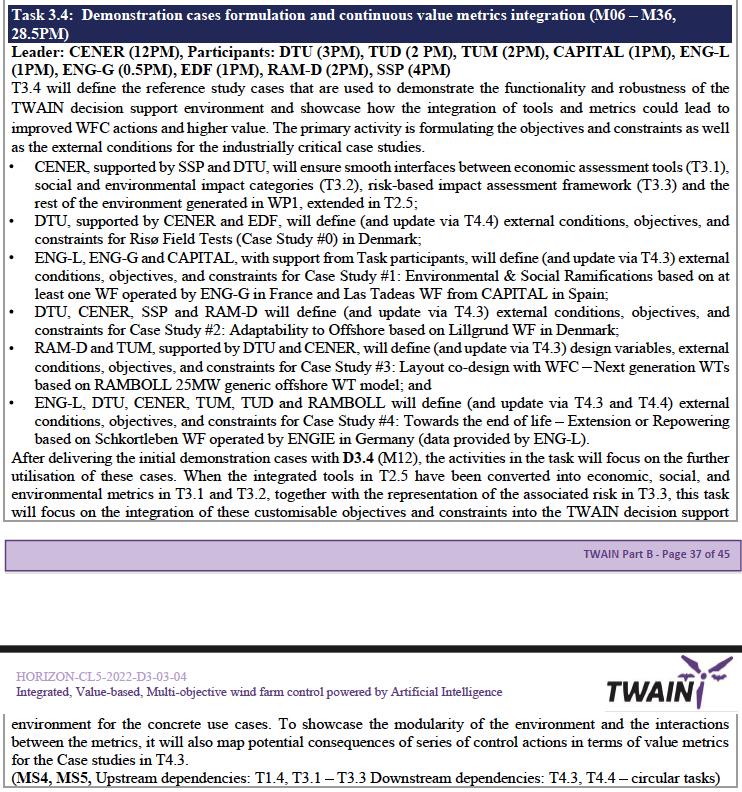 Task 3.4: Demonstration cases formulation and continuous value metrics integration (M06 – M36,
28.5PM)
Leader: CENER (12PM), Participants: DTU (3PM), TUD (2 PM), TUM (2PM), CAPITAL (1PM), ENG-L
(1PM), ENG-G (0.5PM), EDF (1PM), RAM-D (2PM), SSP (4PM)
T3.4 will define the reference study cases that are used to demonstrate the functionality and robustness of the
TWAIN decision support environment and showcase how the integration of tools and metrics could lead to
improved WFC actions and higher value. The primary activity is formulating the objectives and constraints as well
as the external conditions for the industrially critical case studies.
• CENER, supported by SSP and DTU, will ensure smooth interfaces between economic assessment tools (T3.1),
social and environmental impact categories (T3.2), risk-based impact assessment framework (T3.3) and the
rest of the environment generated in WP1, extended in T2.5;
• DTU, supported by CENER and EDF, will define (and update via T4.4) external conditions, objectives, and
constraints for Risø Field Tests (Case Study #0) in Denmark;
• ENG-L, ENG-G and CAPITAL, with support from Task participants, will define (and update via T4.3) external
conditions, objectives, and constraints for Case Study #1: Environmental & Social Ramifications based on at
least one WF operated by ENG-G in France and Las Tadeas WF from CAPITAL in Spain;
• DTU, CENER, SSP and RAM-D will define (and update via T4.3) external conditions, objectives, and
constraints for Case Study #2: Adaptability to Offshore based on Lillgrund WF in Denmark;
• RAM-D and TUM, supported by DTU and CENER, will define (and update via T4.3) design variables, external
conditions, objectives, and constraints for Case Study #3: Layout co-design with WFC – Next generation WTs
based on RAMBOLL 25MW generic offshore WT model; and
• ENG-L, DTU, CENER, TUM, TUD and RAMBOLL will define (and update via T4.3 and T4.4) external
conditions, objectives, and constraints for Case Study #4: Towards the end of life – Extension or Repowering
based on Schkortleben WF operated by ENGIE in Germany (data provided by ENG-L).
After delivering the initial demonstration cases with D3.4 (M12), the activities in the task will focus on the further
utilisation of these cases. When the integrated tools in T2.5 have been converted into economic, social, and
environmental metrics in T3.1 and T3.2, together with the representation of the associated risk in T3.3, this task
will focus on the integration of these customisable objectives and constraints into the TWAIN decision support
TWAIN Part B - Page 37 of 45
HORIZON-CL5-2022-D3-03-04
Integrated, Value-based, Multi-objective wind farm control powered by Artificial Intelligence
TWAIN
environment for the concrete use cases. To showcase the modularity of the environment and the interactions
between the metrics, it will also map potential consequences of series of control actions in terms of value metrics
for the Case studies in T4.3.
(MS4, MS5, Upstream dependencies: T1.4, T3.1 – T3.3 Downstream dependencies: T4.3, T4.4 – circular tasks)